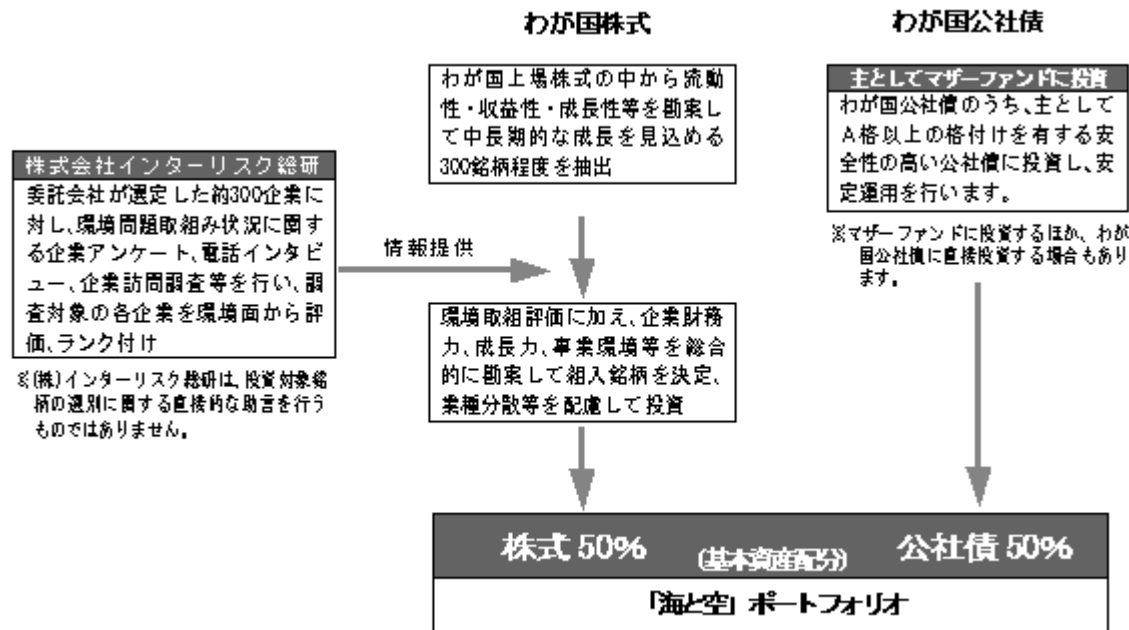 わが国株式
わが国公社債
わが国上場株式の中から流動
性・収益性・成長性等を勘案し
て中長期的な成長を見込める
300銘柄程度を抽出
主としてマザーファンドに投資
わが国公社債のうち、主として
A格以上の格付けを有する安
全性の高い公社債に投資し、安
定運用を行います。
※マザーファンドに投資するほか、わが
国公社債に直接投資する場合もあり
ます。
株式会社インターリスク総研
委託会社が選定した約300企業に
対し、環境問題取組み状況に関す
る企業アンケート、電話インタビ
ュー、企業訪問調査等を行い、調
査対象の各企業を環境面から評
価、ランク付け
※(株)インターリスク総研は、投資対象銘
柄の選別に関する直接的な助言を行う
ものではありません。
情報提供
環境取組評価に加え、企業財務
力、成長力、事業環境等を総合
的に勘案して組入銘柄を決定、
業種分散等を配慮して投資
株式 50% (基本資産配分) 公社債 50%
「海と空」ポートフォリオ